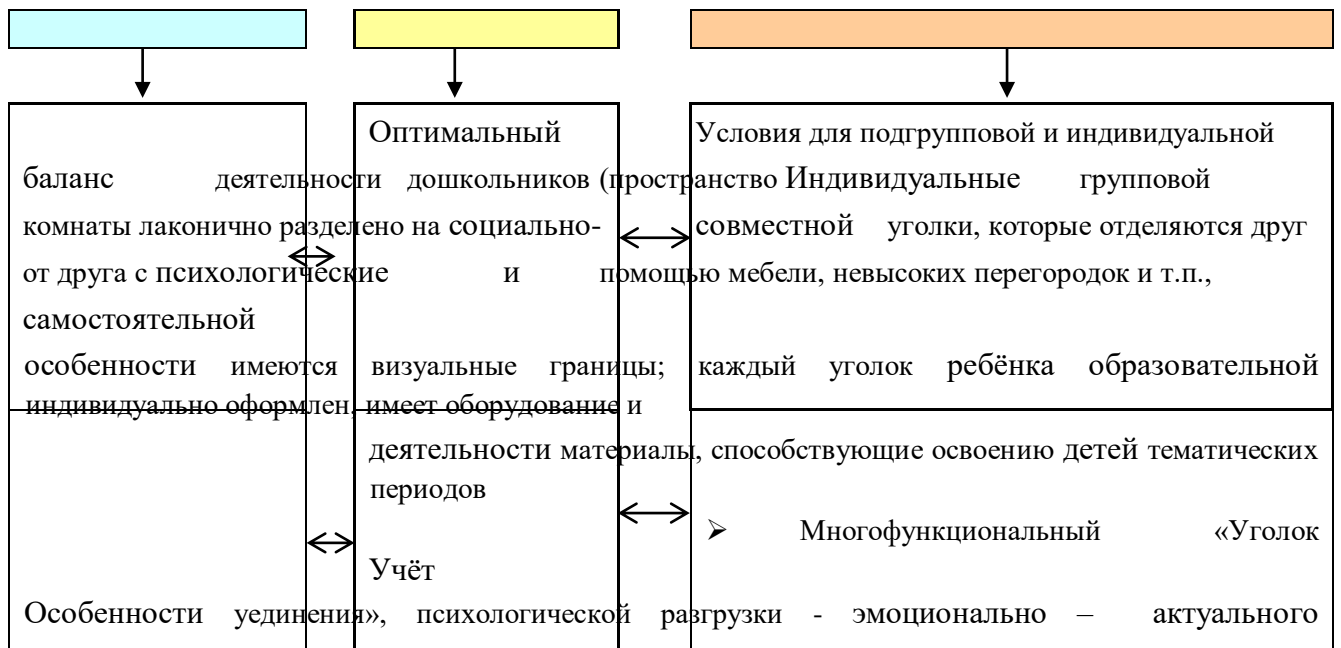 Оптимальный Условия для подгрупповой и индивидуальной
баланс деятельности дошкольников (пространство Индивидуальные групповой
комнаты лаконично разделено на социально- совместной уголки, которые отделяются друг
от друга с психологические и помощью мебели, невысоких перегородок и т.п.,
самостоятельной
особенности имеются визуальные границы; каждый уголок ребёнка образовательной
индивидуально оформлен, имеет оборудование и
деятельности материалы, способствующие освоению детей тематических
периодов
➢ Многофункциональный «Уголок
Учёт
Особенности уединения», психологической разгрузки - эмоционально – актуального